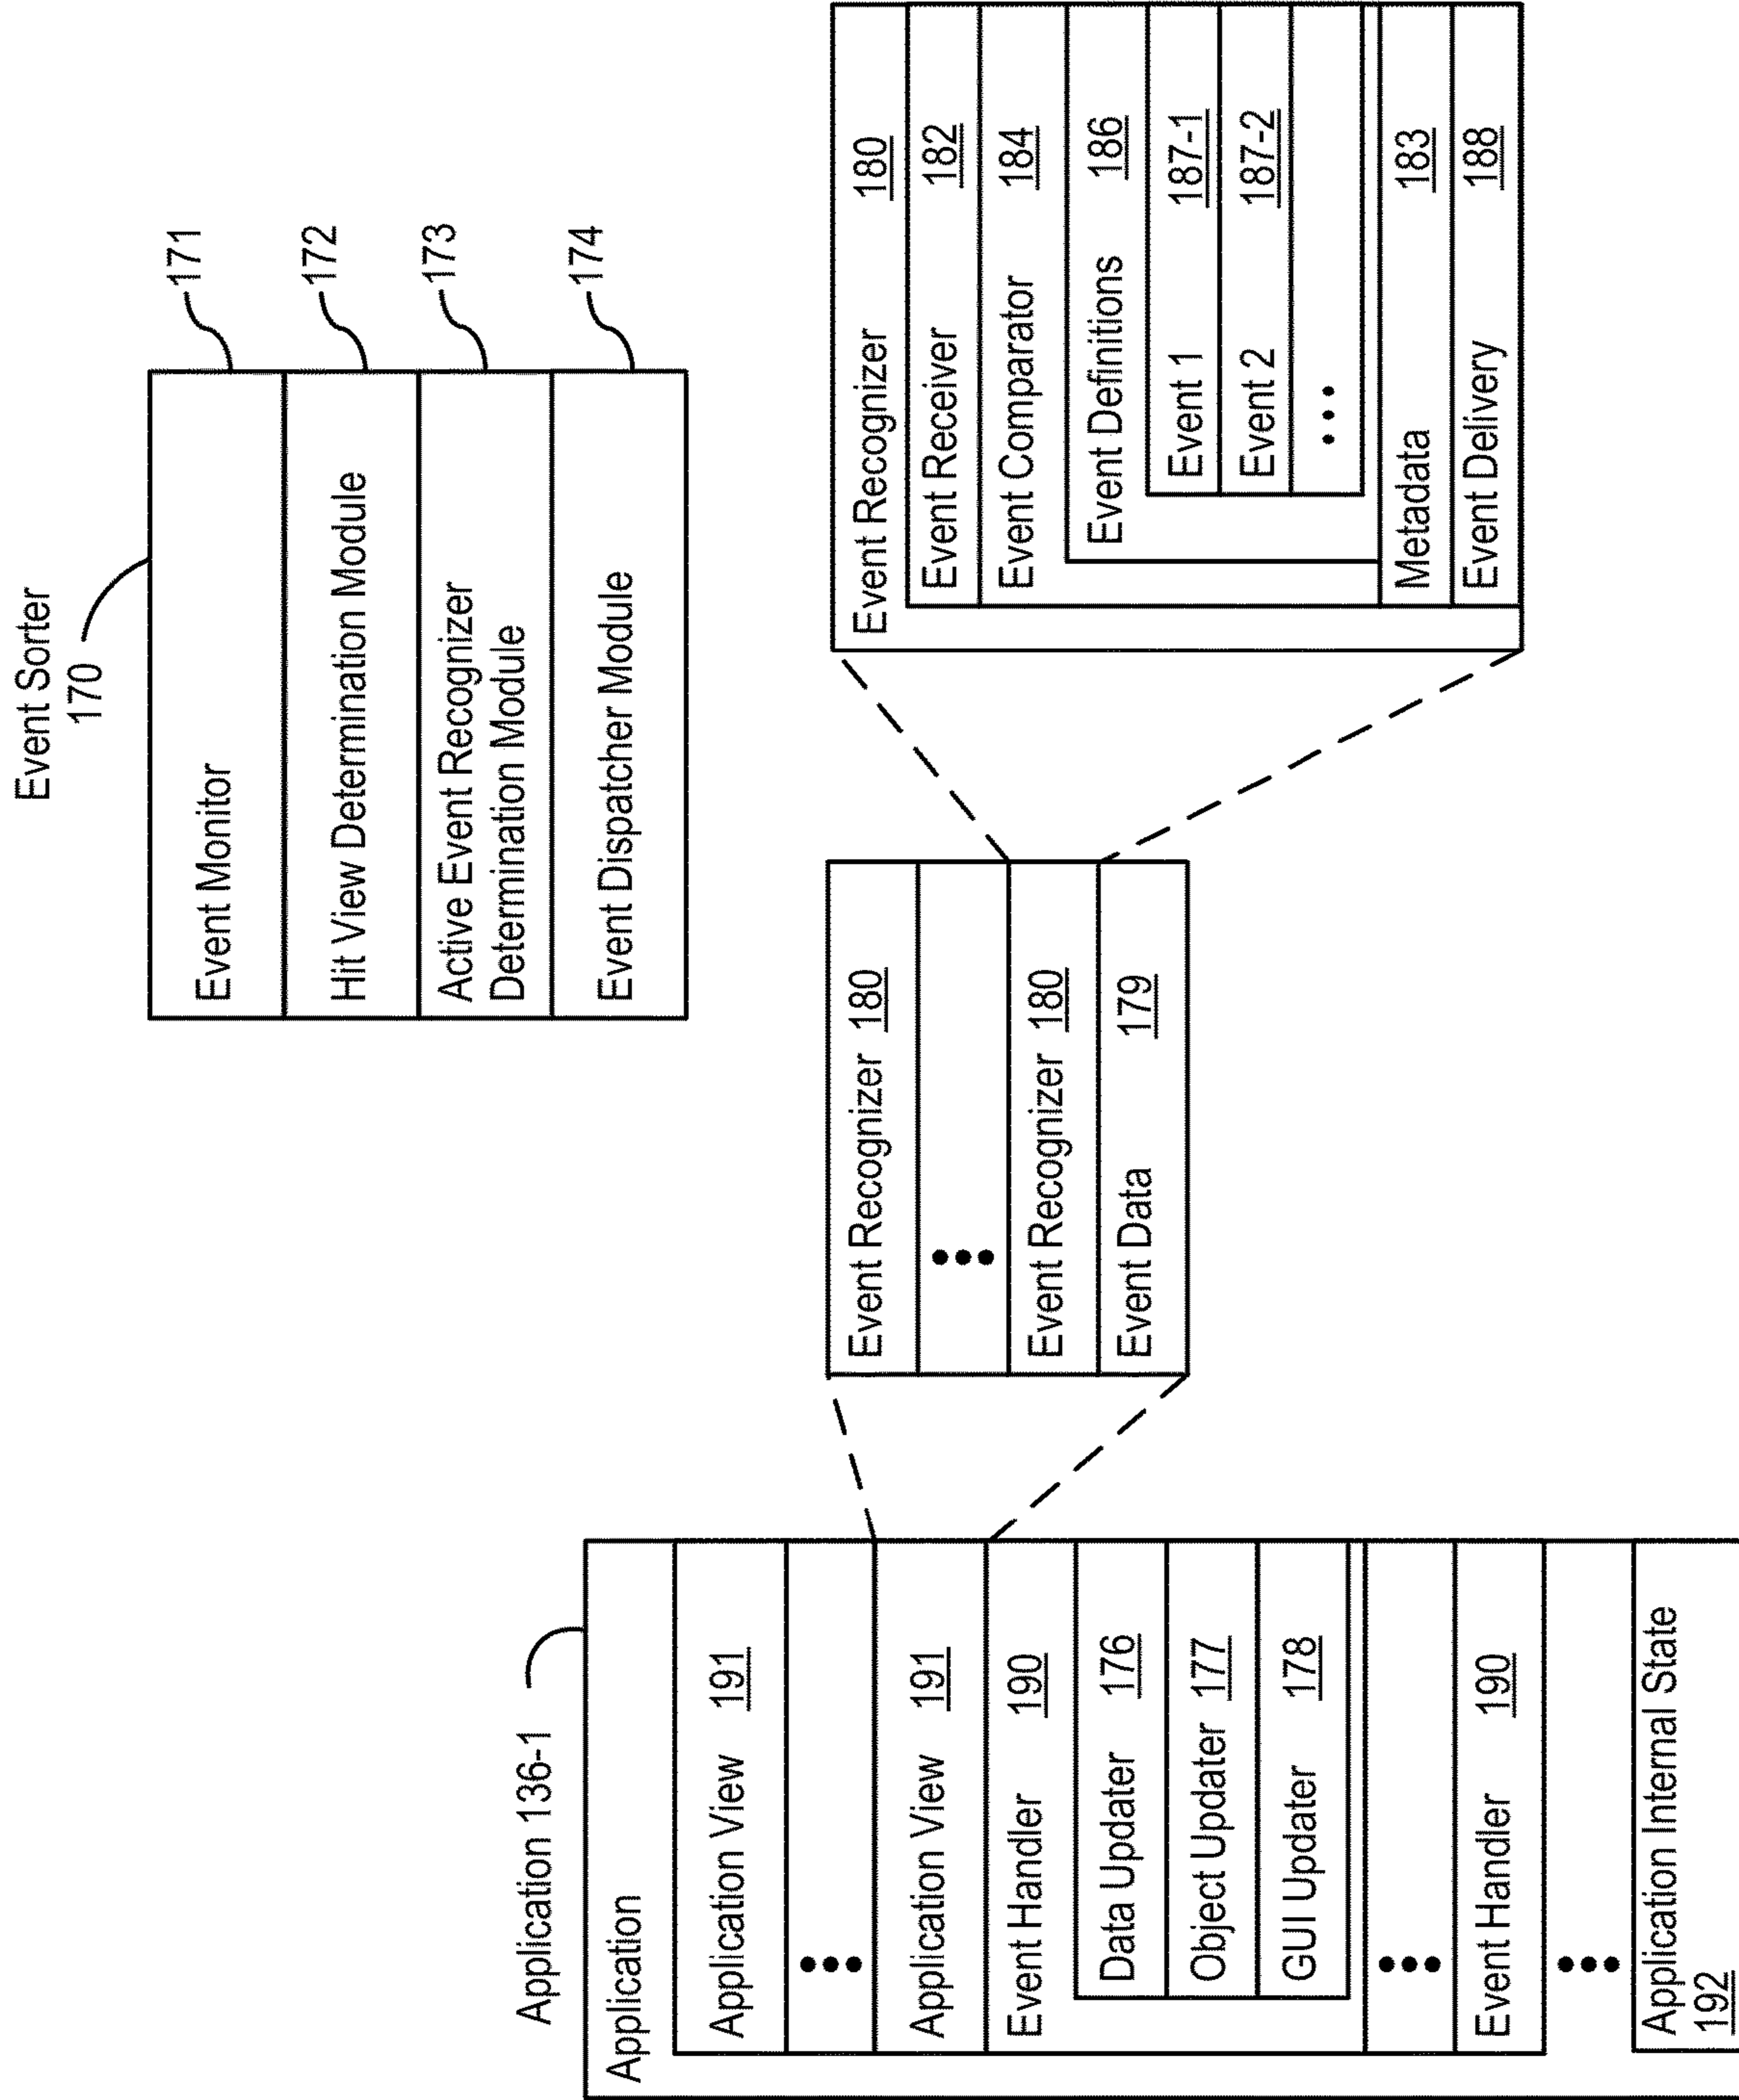 Event Sorter
170
Event Monitor
171
Hit View Determination Module
172
Active Event Recognizer
Determination Module
173
Event Dispatcher Module
174
Application 136-1
Application
Application View 191
•••
Application View 191
Event Handler 190
Data Updater 176
Object Updater 177
GUI Updater 178
•••
Event Handler 190
•••
Application Internal State
192
Event Recognizer 180
•••
Event Recognizer 180
Event Data 179
Event Recognizer 180
Event Receiver 182
Event Comparator 184
Event Definitions 186
Event 1 187-1
Event 2 187-2
•••
Metadata 183
Event Delivery 188